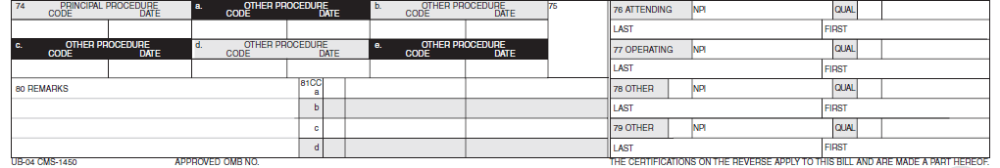 74 PRINCIPAL PROCEDURE a. OTHER PROCEDURE b. OTHER PROCEDURE 75 76 ATTENDING NPI QUAL
CODE DATE CODE DATE CODE DATE
LAST FIRST
c. OTHER PROCEDURE d. OTHER PROCEDURE e. OTHER PROCEDURE 77 OPERATING NPI QUAL
CODE DATE CODE DATE CODE DATE
LAST FIRST
80 REMARKS 81CC 78 OTHER NPI QUAL
a
b LAST FIRST
c 79 OTHER NPI QUAL
d LAST FIRST
UB-04 CMS-1450 APPROVED OMB NO. THE CERTIFICATIONS ON THE REVERSE APPLY TO THIS BILL AND ARE MADE A PART HEREOF.